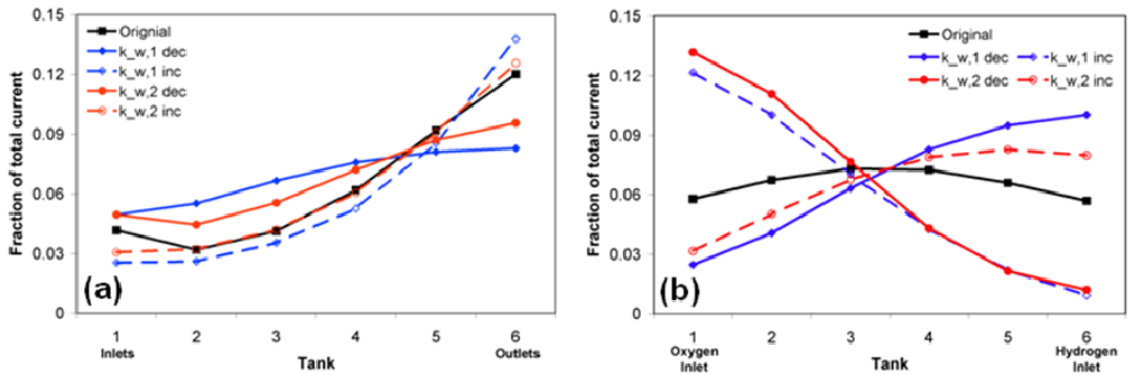 0.15
0.12
0.09
0.06
0.03
0
Fraction of total current
Orignial
k_w,1 dec
k_w,1 inc
k_w,2 dec
k_w,2 inc
(a)
1 2 3 4 5 6
Inlets Tank Outlets
0.15
0.12
0.09
0.06
0.03
0
Fraction of total current
Original
k_w,1 dec k_w,1 inc
k_w,2 dec k_w,2 inc
(b)
1 2 3 4 5 6
Oxygen Inlet
Tank
Hydrogen Inlet